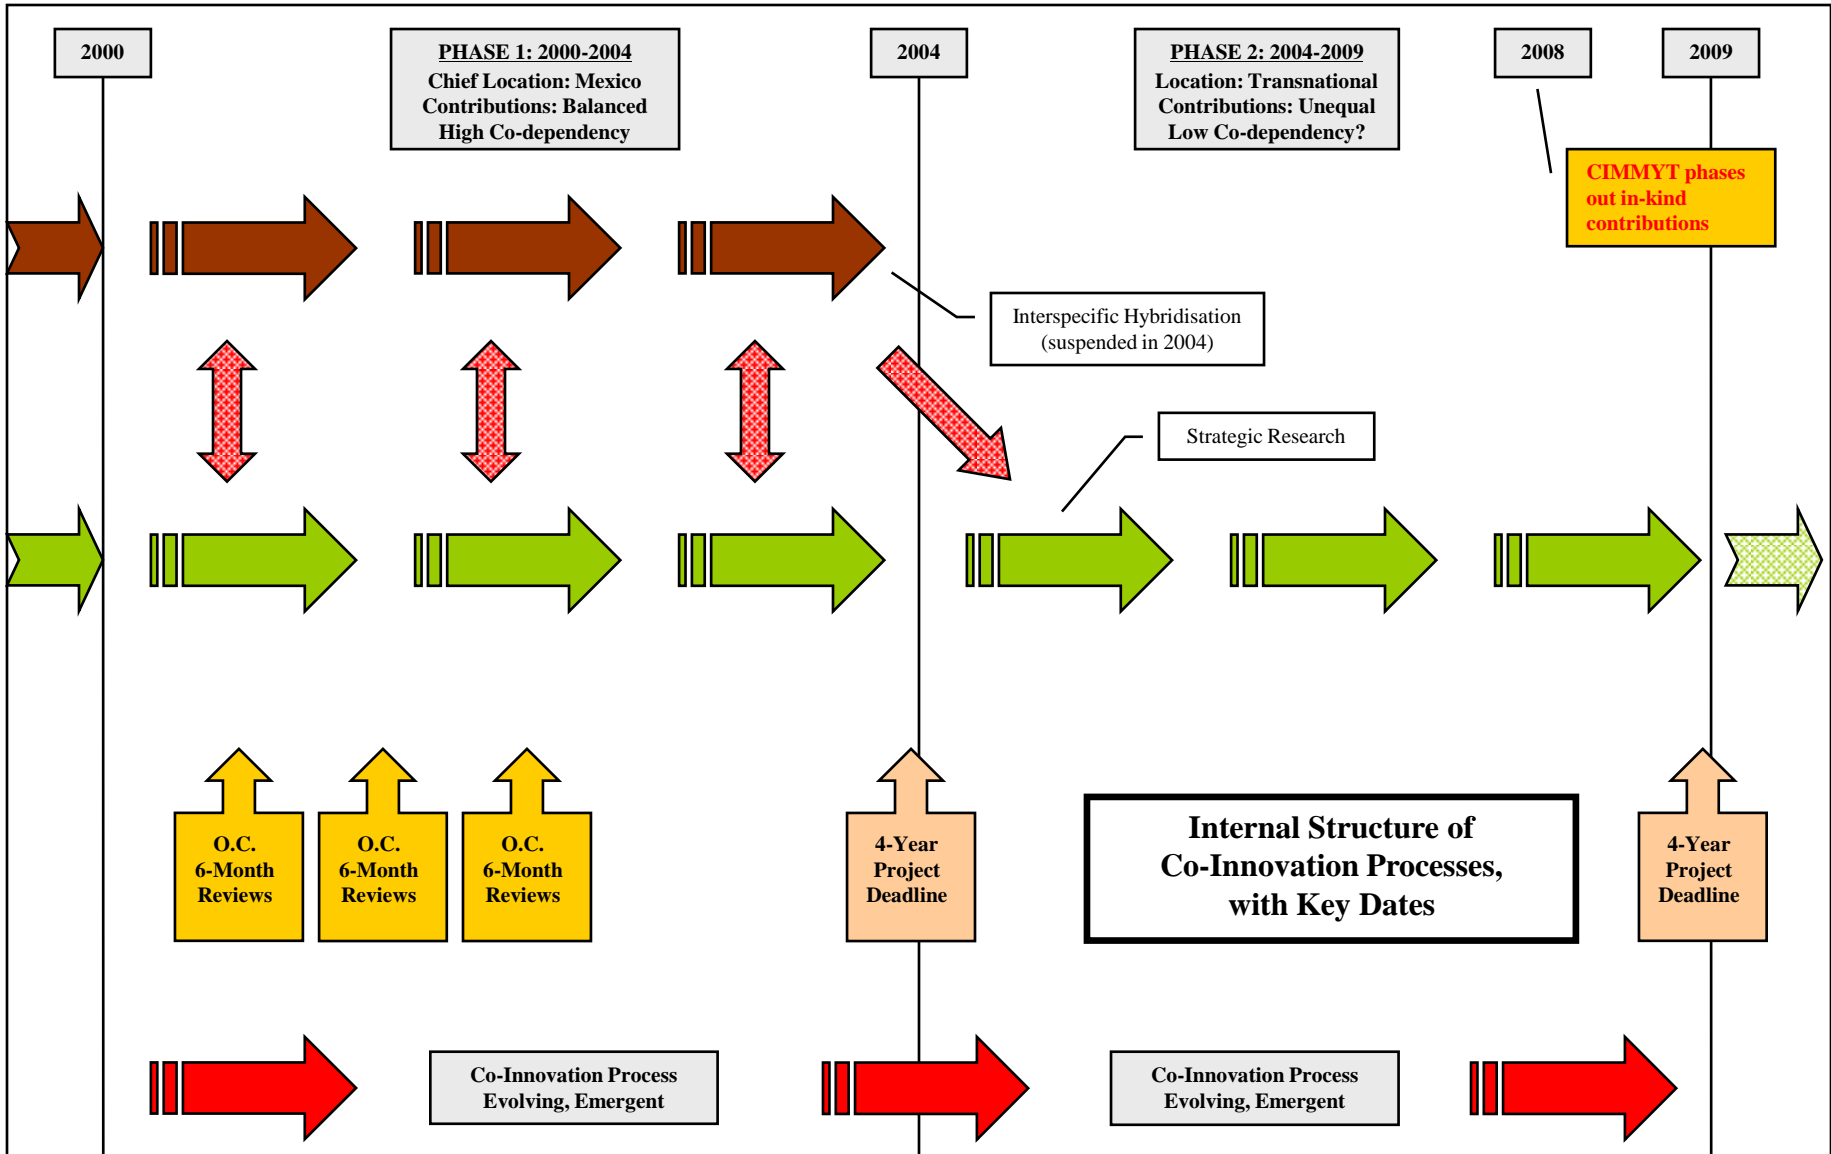 2000
PHASE 1: 2000-2004
Chief Location: Mexico
Contributions: Balanced
High Co-dependency
2004
PHASE 2: 2004-2009
Location: Transnational
Contributions: Unequal
Low Co-dependency?
2008
2009
CIMMYT phases
out in-kind
contributions
Interspecific Hybridisation
(suspended in 2004)
Strategic Research
O.C.
6-Month
Reviews
O.C.
6-Month
Reviews
O.C.
6-Month
Reviews
4-Year
Project
Deadline
Internal Structure of
Co-Innovation Processes,
with Key Dates
4-Year
Project
Deadline
Co-Innovation Process
Evolving, Emergent
Co-Innovation Process
Evolving, Emergent